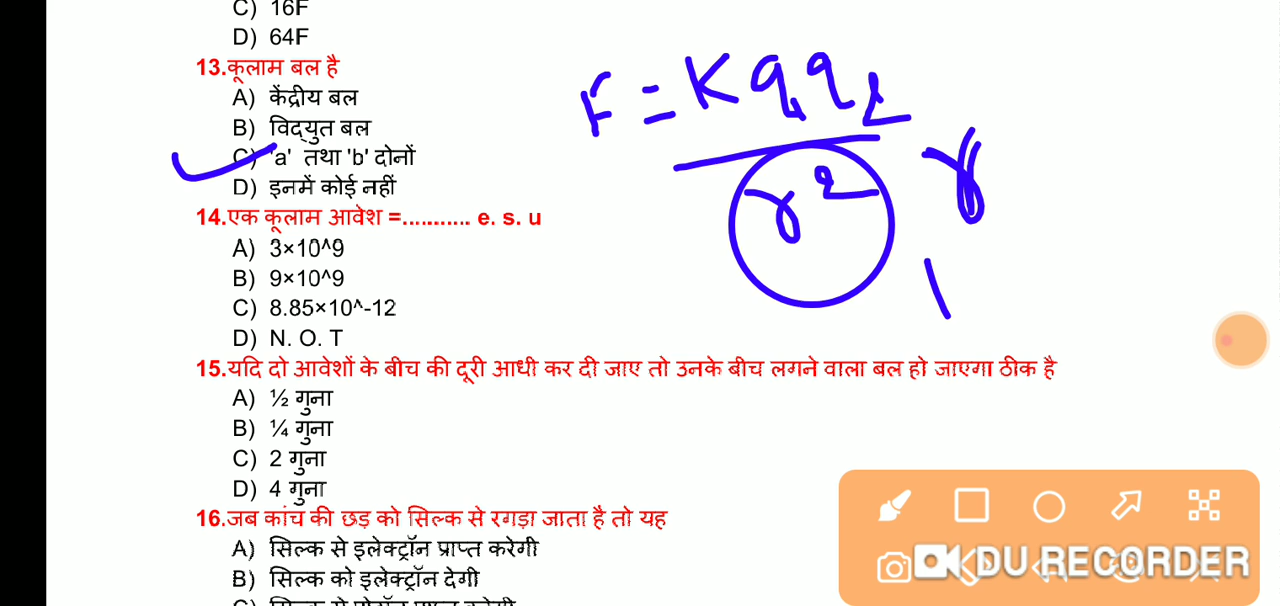 C) 16F
D) 64F
13.कूलाम बल है
A) केंद्रीय बल
B) विद्युत बल
C) 'a' तथा 'b' दोनों
D) इनमें कोई नहीं
14.एक कूलाम आवेश =........... e. s. u
A) 3×10^9
B) 9×10^9
C) 8.85×10^-12
D) N. O. T
15.यदि दो आवेशों के बीच की दूरी आधी कर दी जाए तो उनके बीच लगने वाला बल हो जाएगा ठीक है
A) ½ गुना
B) ¼ गुना
C) 2 गुना
D) 4 गुना
16.जब कांच की छड़ को सिल्क से रगड़ा जाता है तो यह
A) सिल्क से इलेक्ट्रॉन प्राप्त करेगी
B) सिल्क को इलेक्ट्रॉन देगी
F = K q₁ q₂
r²
r
DU RECORDER